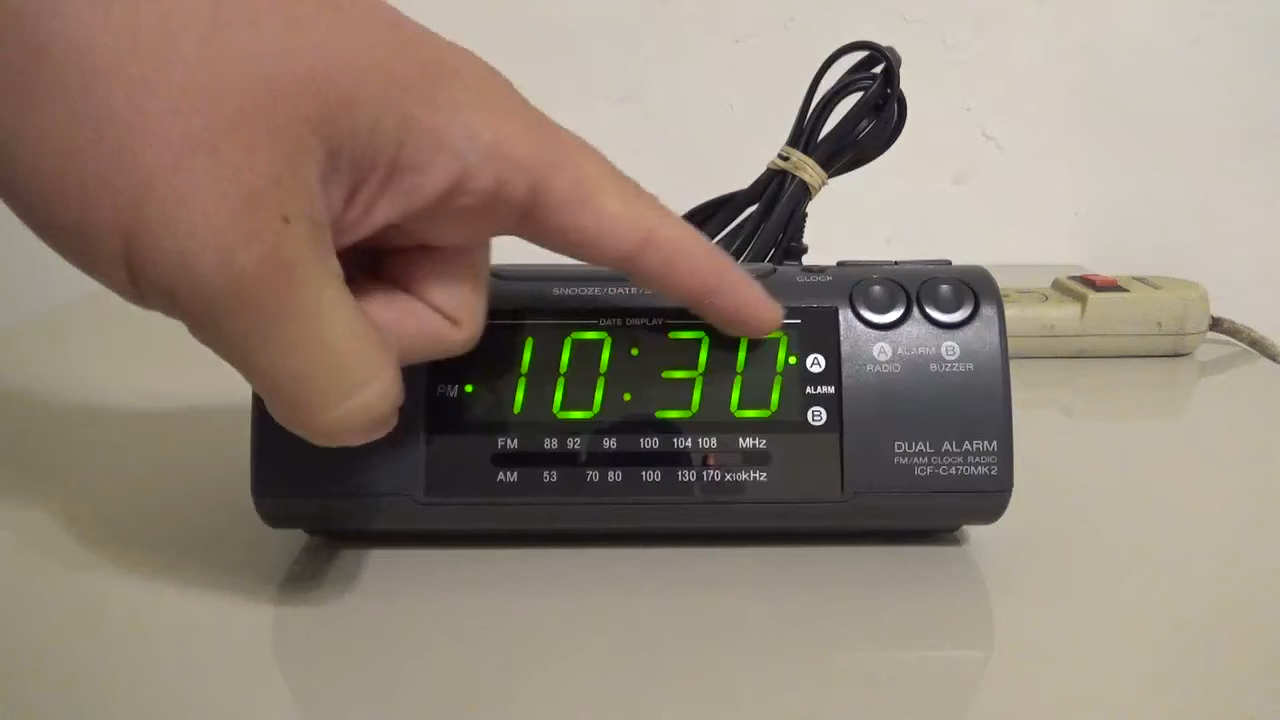 CLOCK
SNOOZE/DATE/
DATE DISPLAY
10:30
PM
A
ALARM
B
A ALARM B
RADIO BUZZER
FM 88 92 96 100 104 108 MHz
AM 53 70 80 100 130 170 x10kHz
DUAL ALARM
FM/AM CLOCK RADIO
ICF-C470MK2